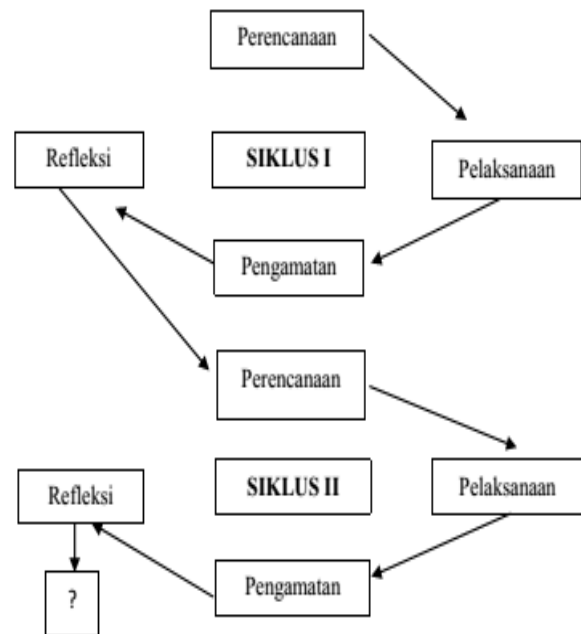 Perencanaan
Refleksi
SIKLUS I
Pelaksanaan
Pengamatan
Perencanaan
Refleksi
SIKLUS II
Pelaksanaan
Pengamatan
?